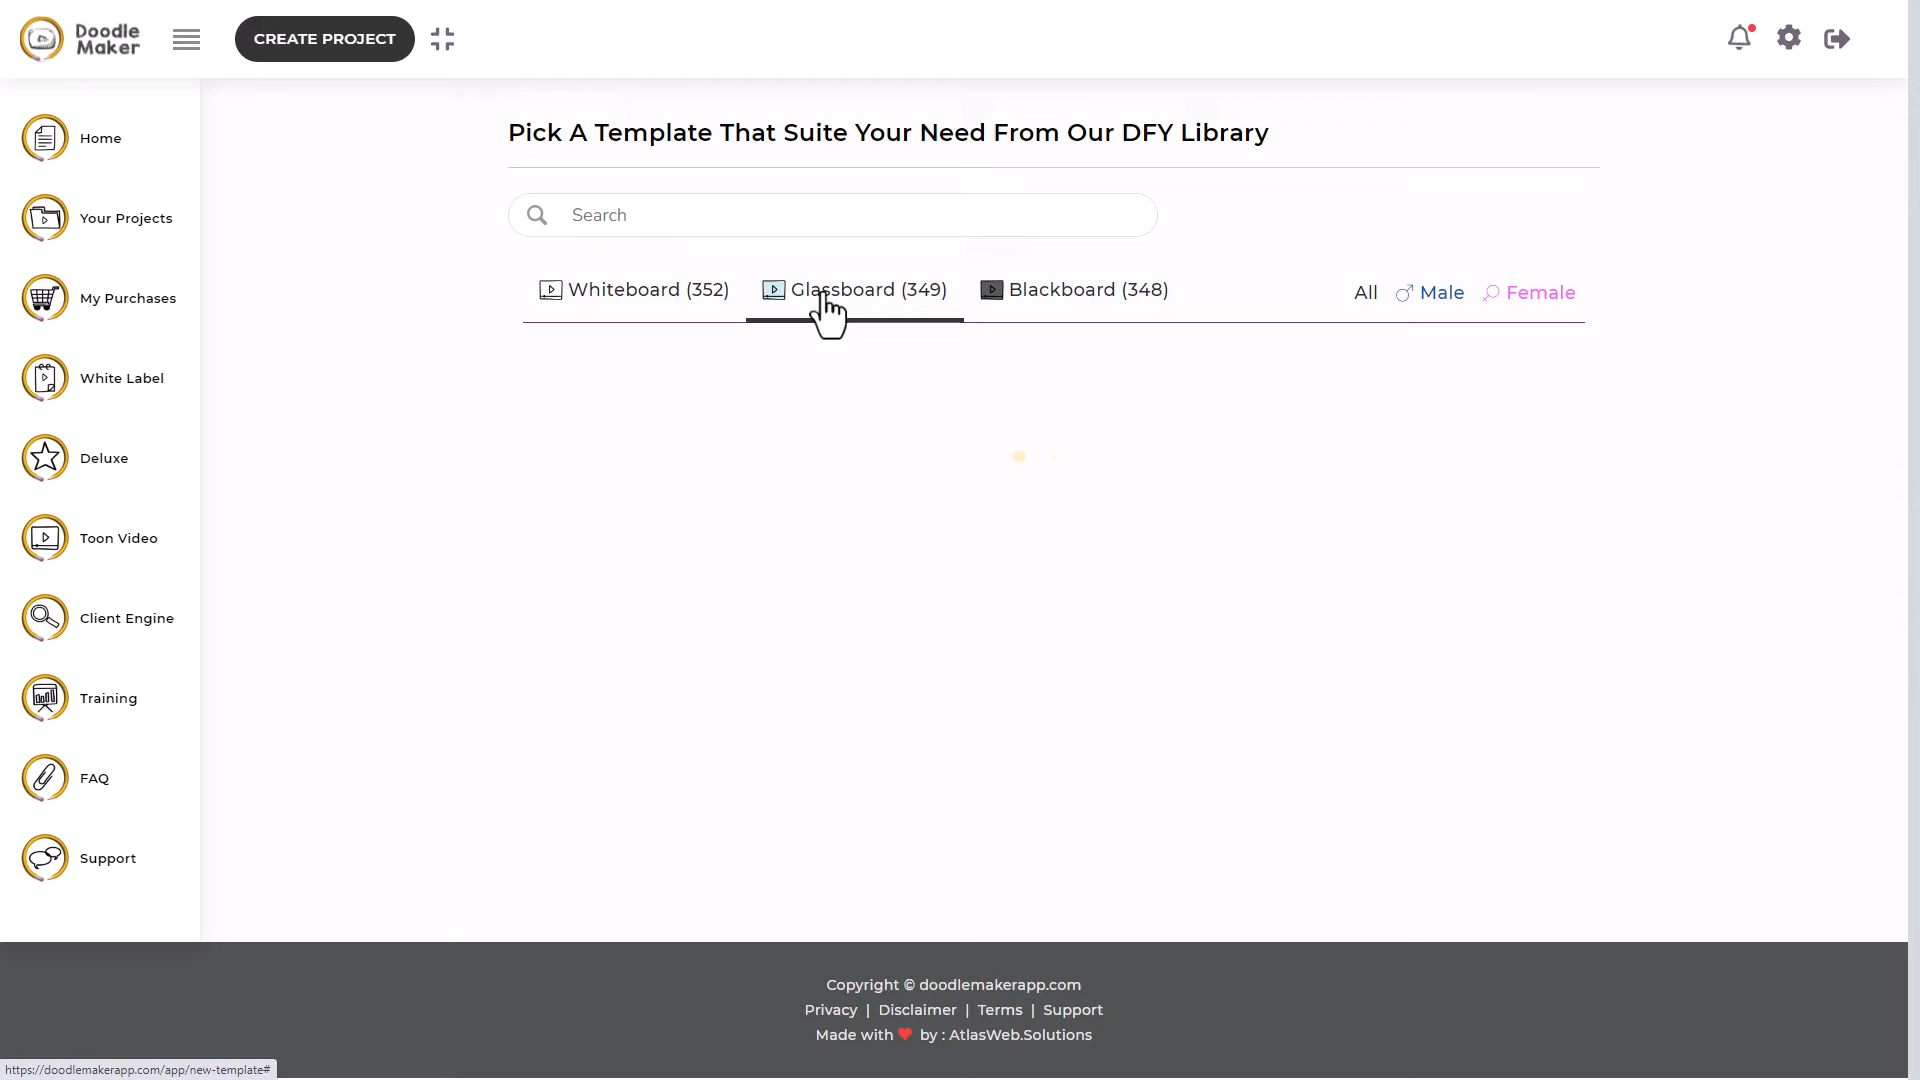 Doodle
Maker
CREATE PROJECT
Home
Your Projects
My Purchases
White Label
Deluxe
Toon Video
Client Engine
Training
FAQ
Support
Pick A Template That Suite Your Need From Our DFY Library
Search
Whiteboard (352) Glassboard (349) Blackboard (348) All Male Female
Copyright © doodlemakerapp.com
Privacy | Disclaimer | Terms | Support
Made with ❤ by : AtlasWeb.Solutions
https://doodlemakerapp.com/app/new-template#